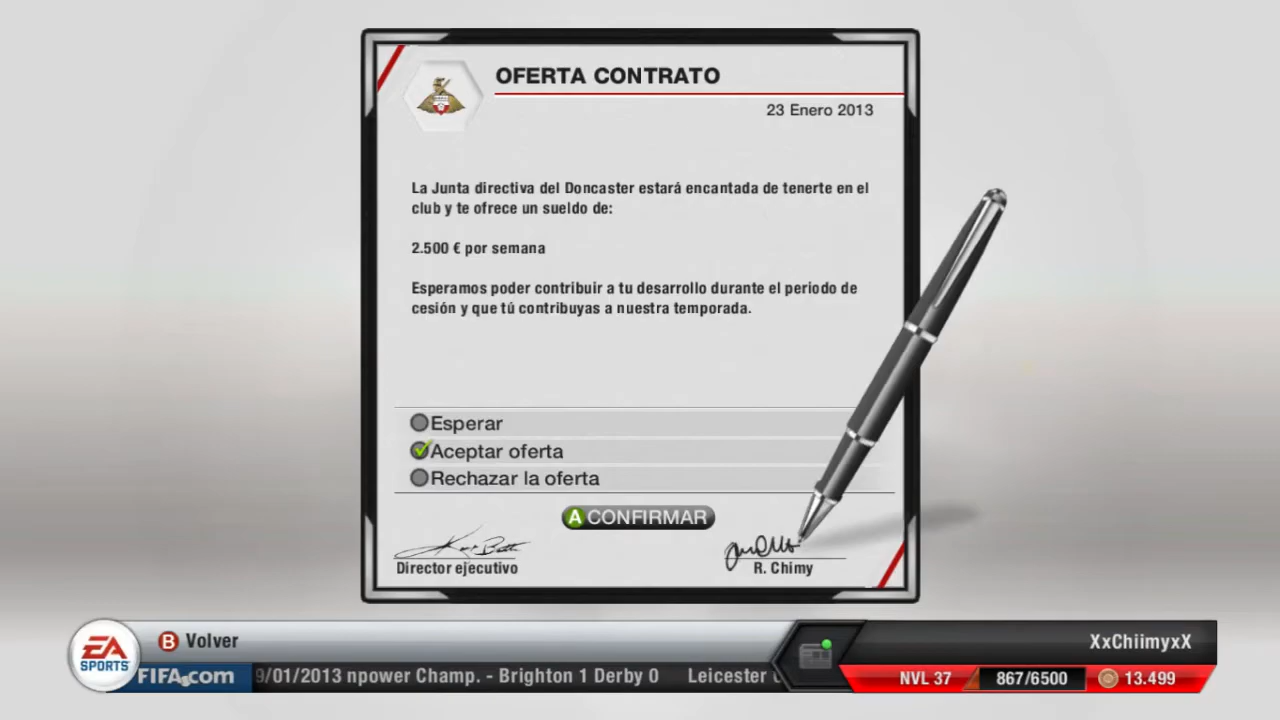 OFERTA CONTRATO
23 Enero 2013
La Junta directiva del Doncaster estará encantada de tenerte en el
club y te ofrece un sueldo de:
2.500 € por semana
Esperamos poder contribuir a tu desarrollo durante el periodo de
cesión y que tú contribuyas a nuestra temporada.
Esperar
Aceptar oferta
Rechazar la oferta
A CONFIRMAR
Director ejecutivo
R. Chimy
EA
SPORTS
B Volver
XxChiimyxX
FIFA.com
9/01/2013 npower Champ. - Brighton 1 Derby 0 Leicester
NVL 37
867/6500
13.499